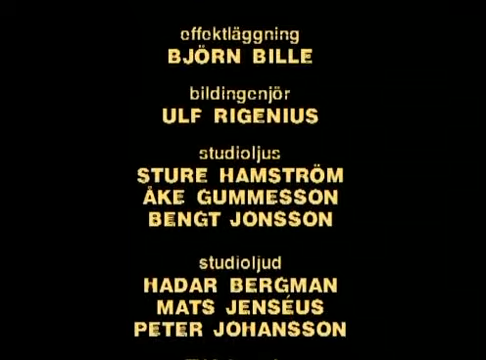 effektläggning
BJÖRN BILLE
bildingenjör
ULF RIGENIUS
studioljus
STURE HAMSTRÖM
ÅKE GUMMESSON
BENGT JONSSON
studioljud
HADAR BERGMAN
MATS JENSÉUS
PETER JOHANSSON